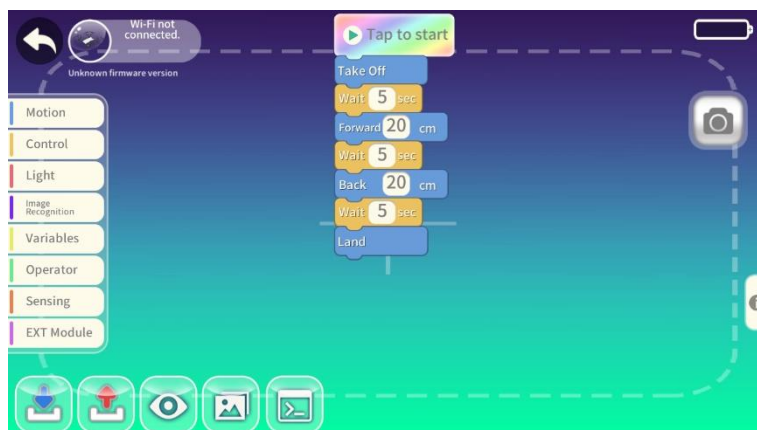 Wi-Fi not
connected.
Unknown firmware version
Tap to start
Take Off
Wait 5 sec
Forward 20 cm
Wait 5 sec
Back 20 cm
Wait 5 sec
Land
Motion
Control
Light
Image
Recognition
Variables
Operator
Sensing
EXT Module